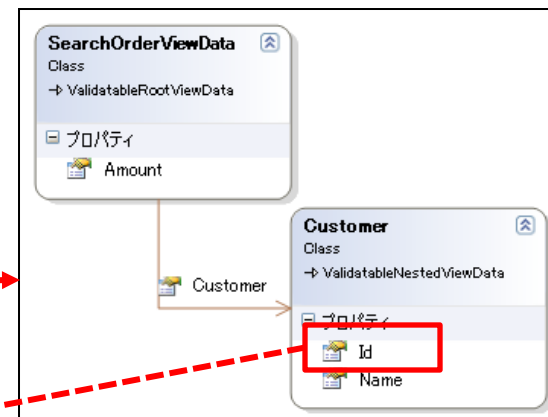 SearchOrderViewData
Class
ValidatableRootViewData
プロパティ
Amount
Customer
Customer
Class
ValidatableNestedViewData
プロパティ
Id
Name